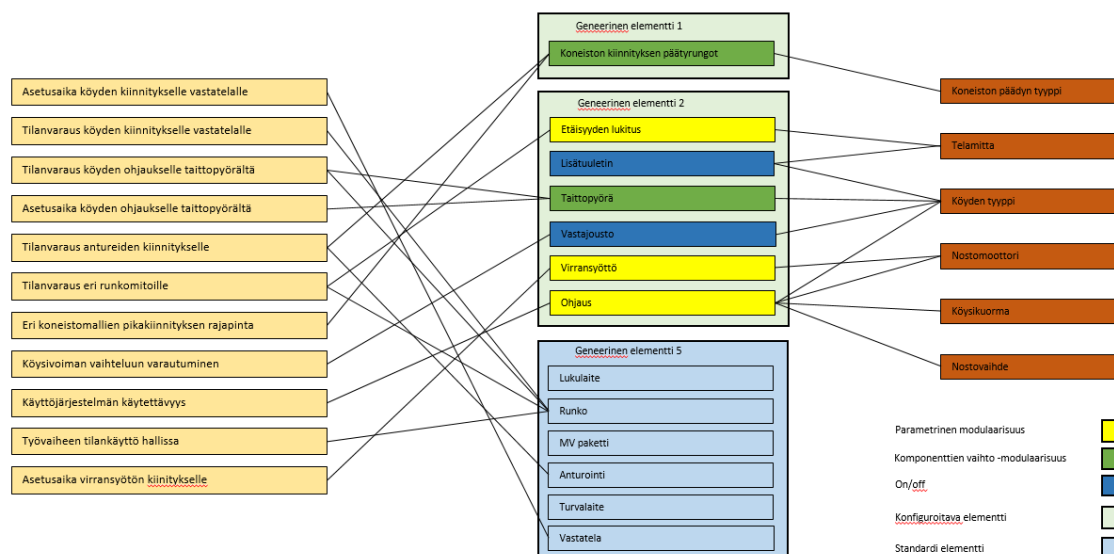 Geneerinen elementti 1
Koneiston kiinnityksen päätyrungot
Asetusaika köyden kiinnitykselle vastatelalle
Tilanvaraus köyden kiinnitykselle vastatelalle
Tilanvaraus köyden ohjaukselle taittopyörältä
Asetusaika köyden ohjaukselle taittopyörältä
Tilanvaraus antureiden kiinnitykselle
Tilanvaraus eri runkomitoille
Eri koneistomallien pikakiinnityksen rajapinta
Köysivoiman vaihteluun varautuminen
Käyttöjärjestelmän käytettävyys
Työvaiheen tilankäyttö hallissa
Asetusaika virransyötön kiinitykselle
Geneerinen elementti 2
Etäisyyden lukitus
Lisätuuletin
Taittopyörä
Vastajousto
Virransyöttö
Ohjaus
Geneerinen elementti 5
Lukulaite
Runko
MV paketti
Anturointi
Turvalaite
Vastatela
Koneiston päädyn tyyppi
Telamitta
Köyden tyyppi
Nostomoottori
Köysikuorma
Nostovaihde
Parametrinen modulaarisuus
Komponenttien vaihto -modulaarisuus
On/off
Konfiguroitava elementti
Standardi elementti